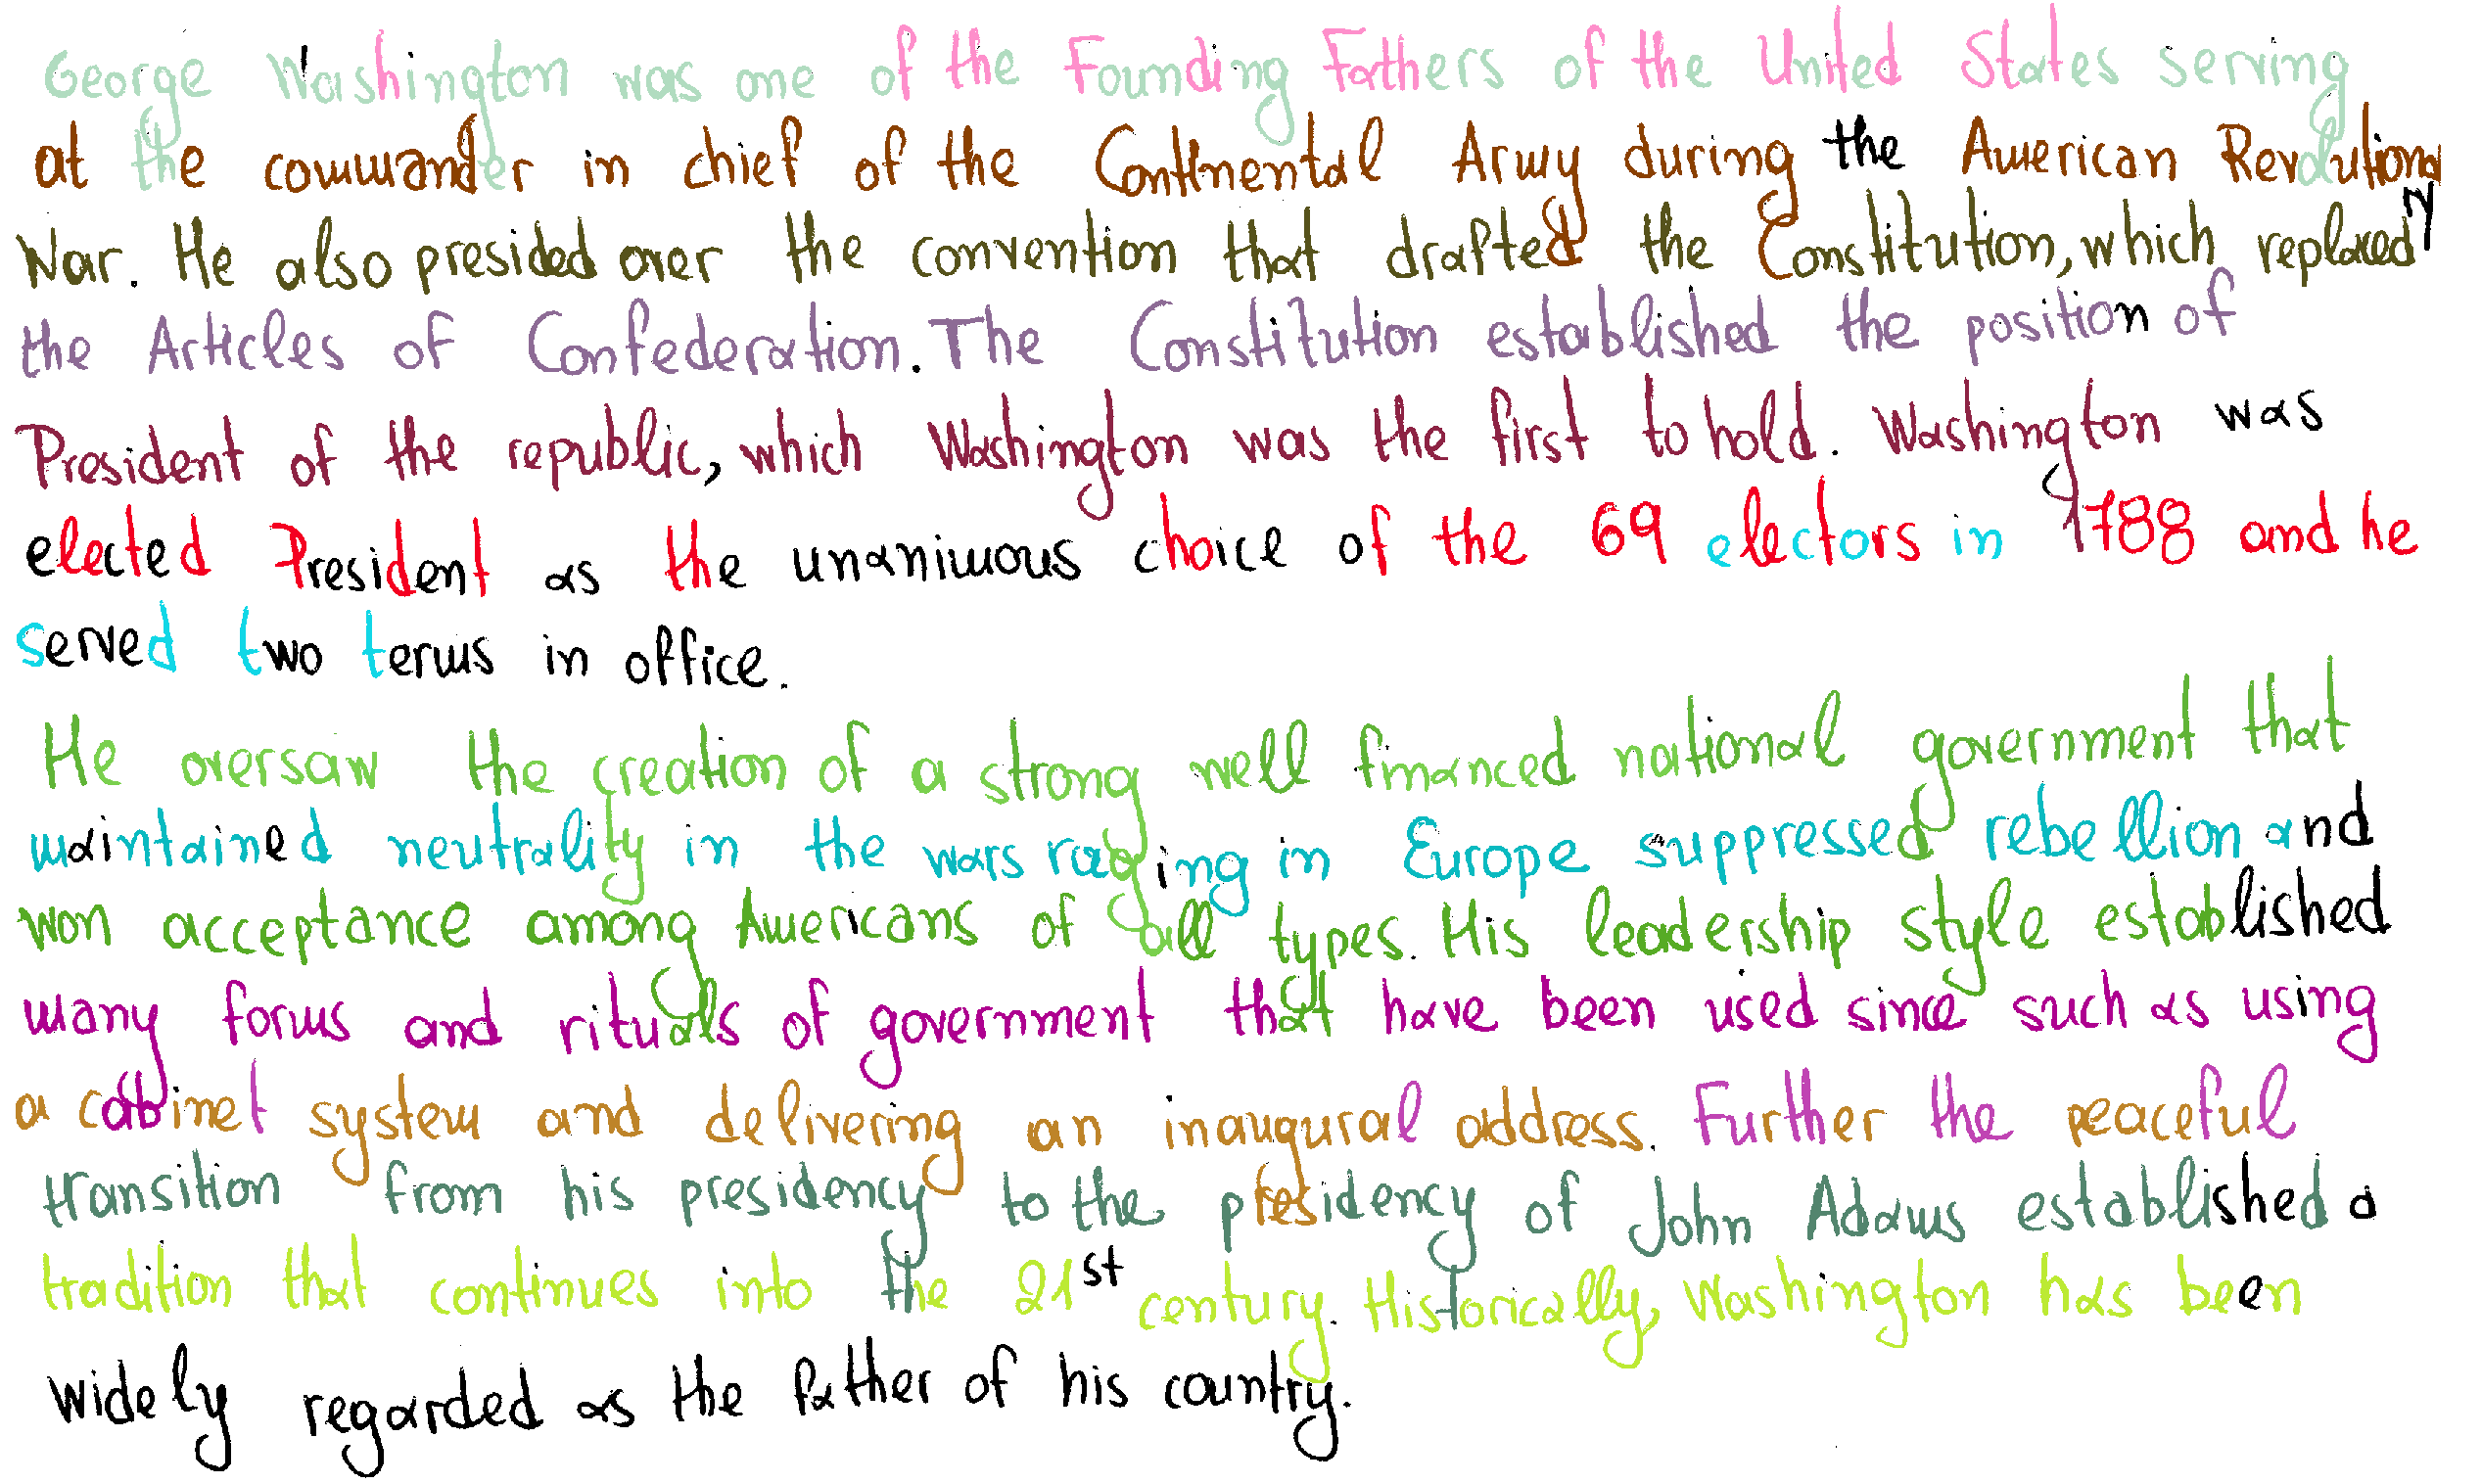 George Washington was one of the Founding Fathers of the United States serving
at the commander in chief of the Continental Army during the American Revolutionary
War. He also presided over the convention that drafted the Constitution, which replaced
the Articles of Confederation. The Constitution established the position of
President of the republic, which Washington was the first to hold. Washington was
elected President as the unanimous choice of the 69 electors in 1788 and he
served two terms in office.
He oversaw the creation of a strong well financed national government that
maintained neutrality in the wars raging in Europe suppressed rebellion and
won acceptance among Americans of all types. His leadership style established
many forms and rituals of government that have been used since such as using
a cabinet system and delivering an inaugural address. Further the peaceful
transition from his presidency to the presidency of John Adams established a
tradition that continues into the 21st century. Historically, Washington has been
widely regarded as the father of his country.